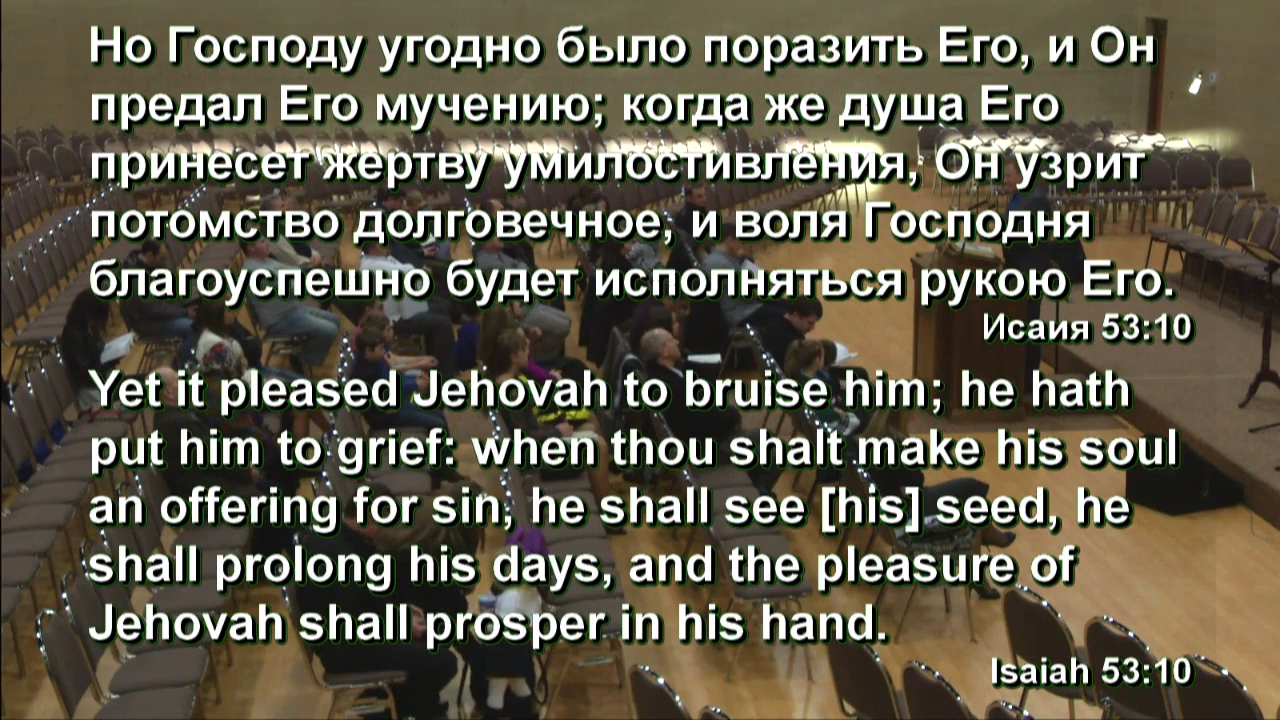 Но Господу угодно было поразить Его, и Он
предал Его мучению; когда же душа Его
принесет жертву умилостивления, Он узрит
потомство долговечное, и воля Господня
благоуспешно будет исполняться рукою Его.
Исаия 53:10
Yet it pleased Jehovah to bruise him; he hath
put him to grief: when thou shalt make his soul
an offering for sin, he shall see [his] seed, he
shall prolong his days, and the pleasure of
Jehovah shall prosper in his hand.
Isaiah 53:10